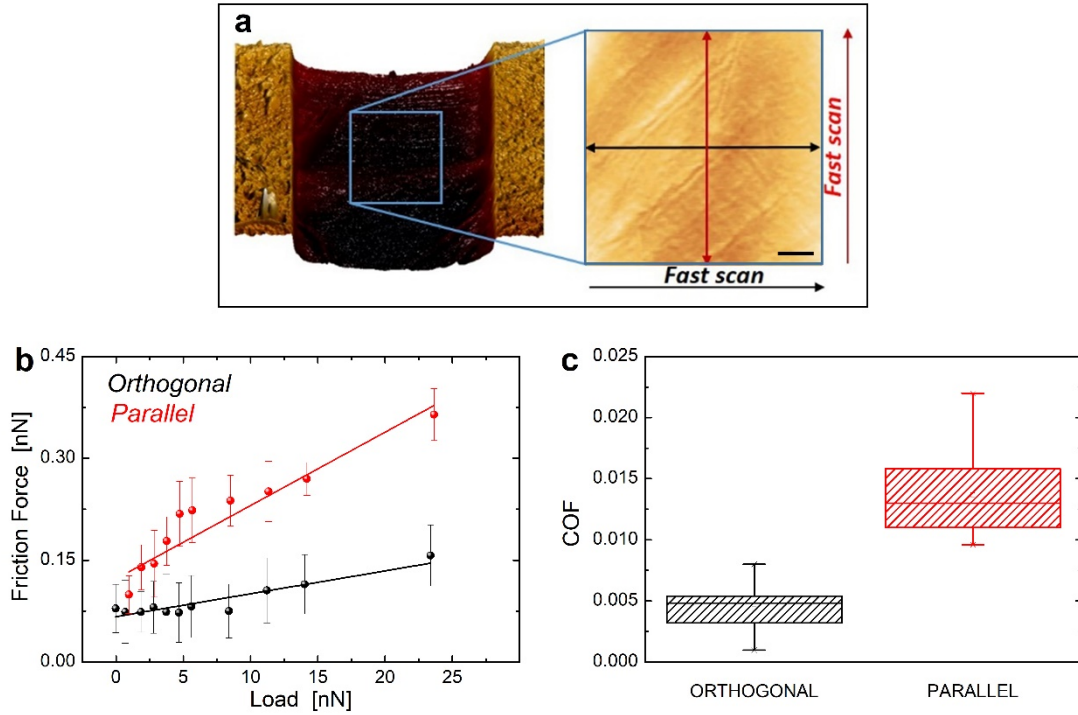 a
Fast scan
Fast scan
b
Orthogonal
Parallel
Friction Force [nN]
0.45
0.30
0.15
0.00
0 5 10 15 20 25
Load [nN]
c
COF
0.025
0.020
0.015
0.010
0.005
0.000
ORTHOGONAL PARALLEL